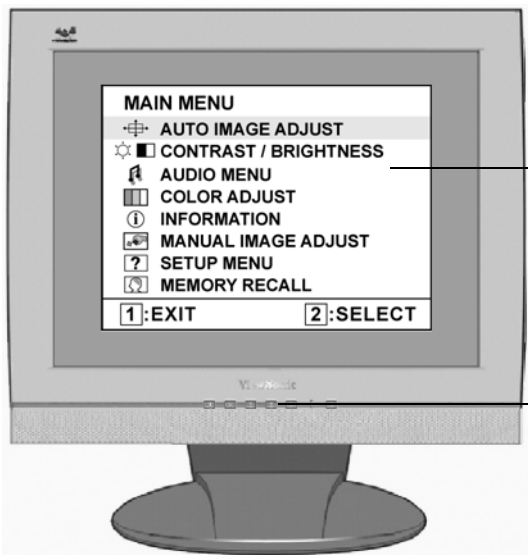 MAIN MENU
AUTO IMAGE ADJUST
CONTRAST / BRIGHTNESS
AUDIO MENU
COLOR ADJUST
INFORMATION
MANUAL IMAGE ADJUST
? SETUP MENU
MEMORY RECALL
1:EXIT 2:SELECT
ViewSonic